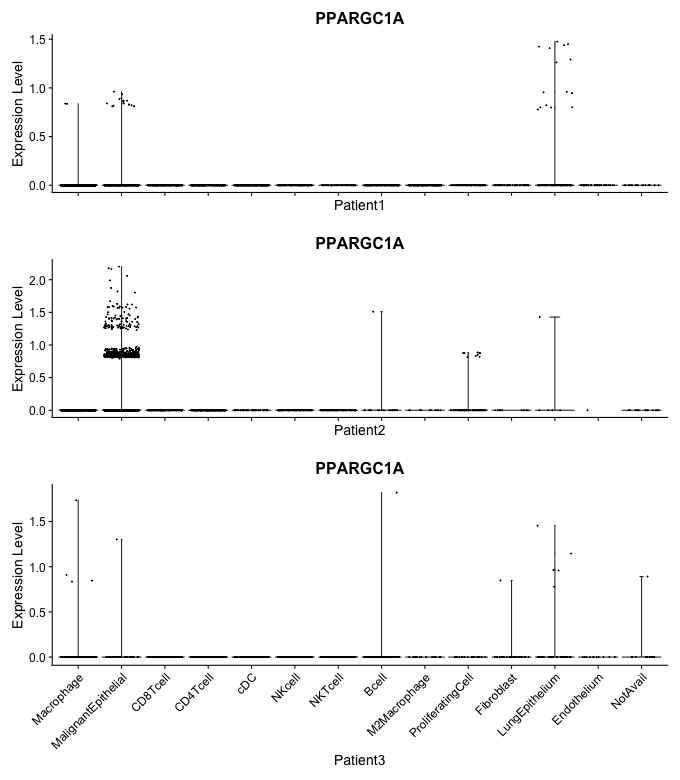 PPARGC1A
Expression Level
1.5
1.0
0.5
0.0
Patient1
PPARGC1A
Expression Level
2.0
1.5
1.0
0.5
0.0
Patient2
PPARGC1A
Expression Level
1.5
1.0
0.5
0.0
Macrophage
MalignantEpithelial
CD8Tcell
CD4Tcell
cDC
NKcell
NKTcell
Bcell
M2Macrophage
ProliferatingCell
Fibroblast
LungEpithelium
Endothelium
NotAvail
Patient3